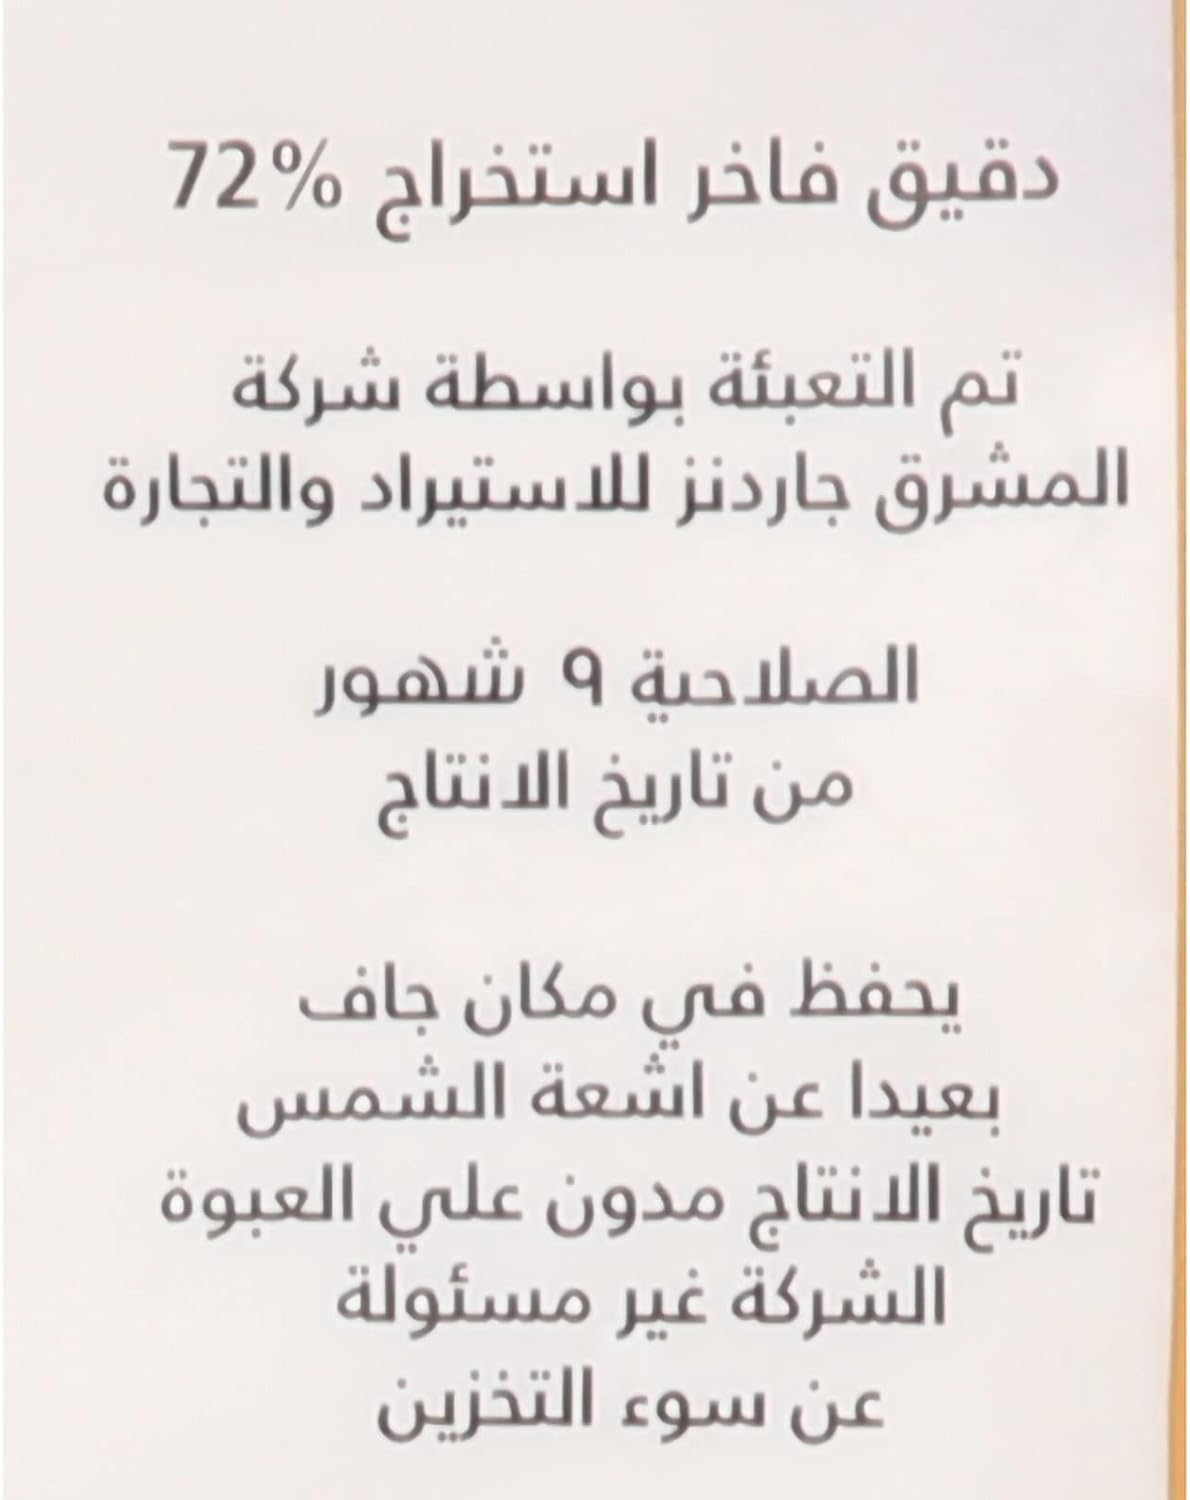 دقيق فاخر استخراج 72%
تم التعبئة بواسطة شركة
المشرق جاردنز للاستيراد والتجارة
الصلاحية ٩ شهور
من تاريخ الانتاج
يحفظ في مكان جاف
بعيدا عن اشعة الشمس
تاريخ الانتاج مدون علي العبوة
الشركة غير مسئولة
عن سوء التخزين